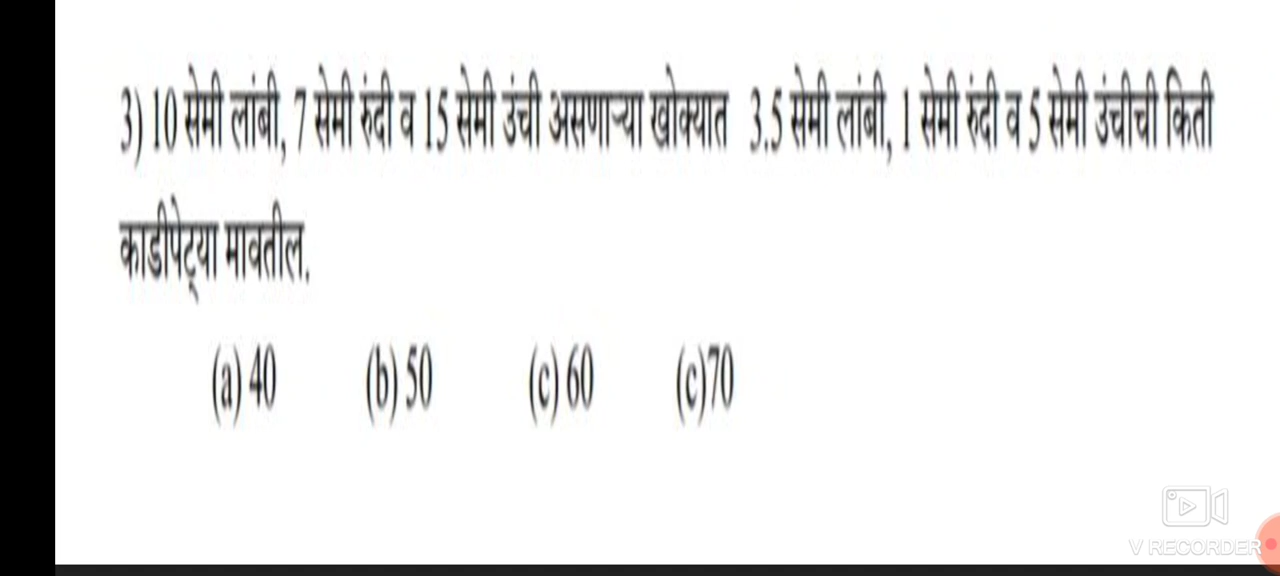 3) 10 सेमी लांबी, 7 सेमी रुंदी व 15 सेमी उंची असणाऱ्या खोक्यात 3.5 सेमी लांबी, 1 सेमी रुंदी व 5 सेमी उंचीची किती
काडीपेट्या मावतील.
(a) 40 (b) 50 (c) 60 (c)70
V RECORDER